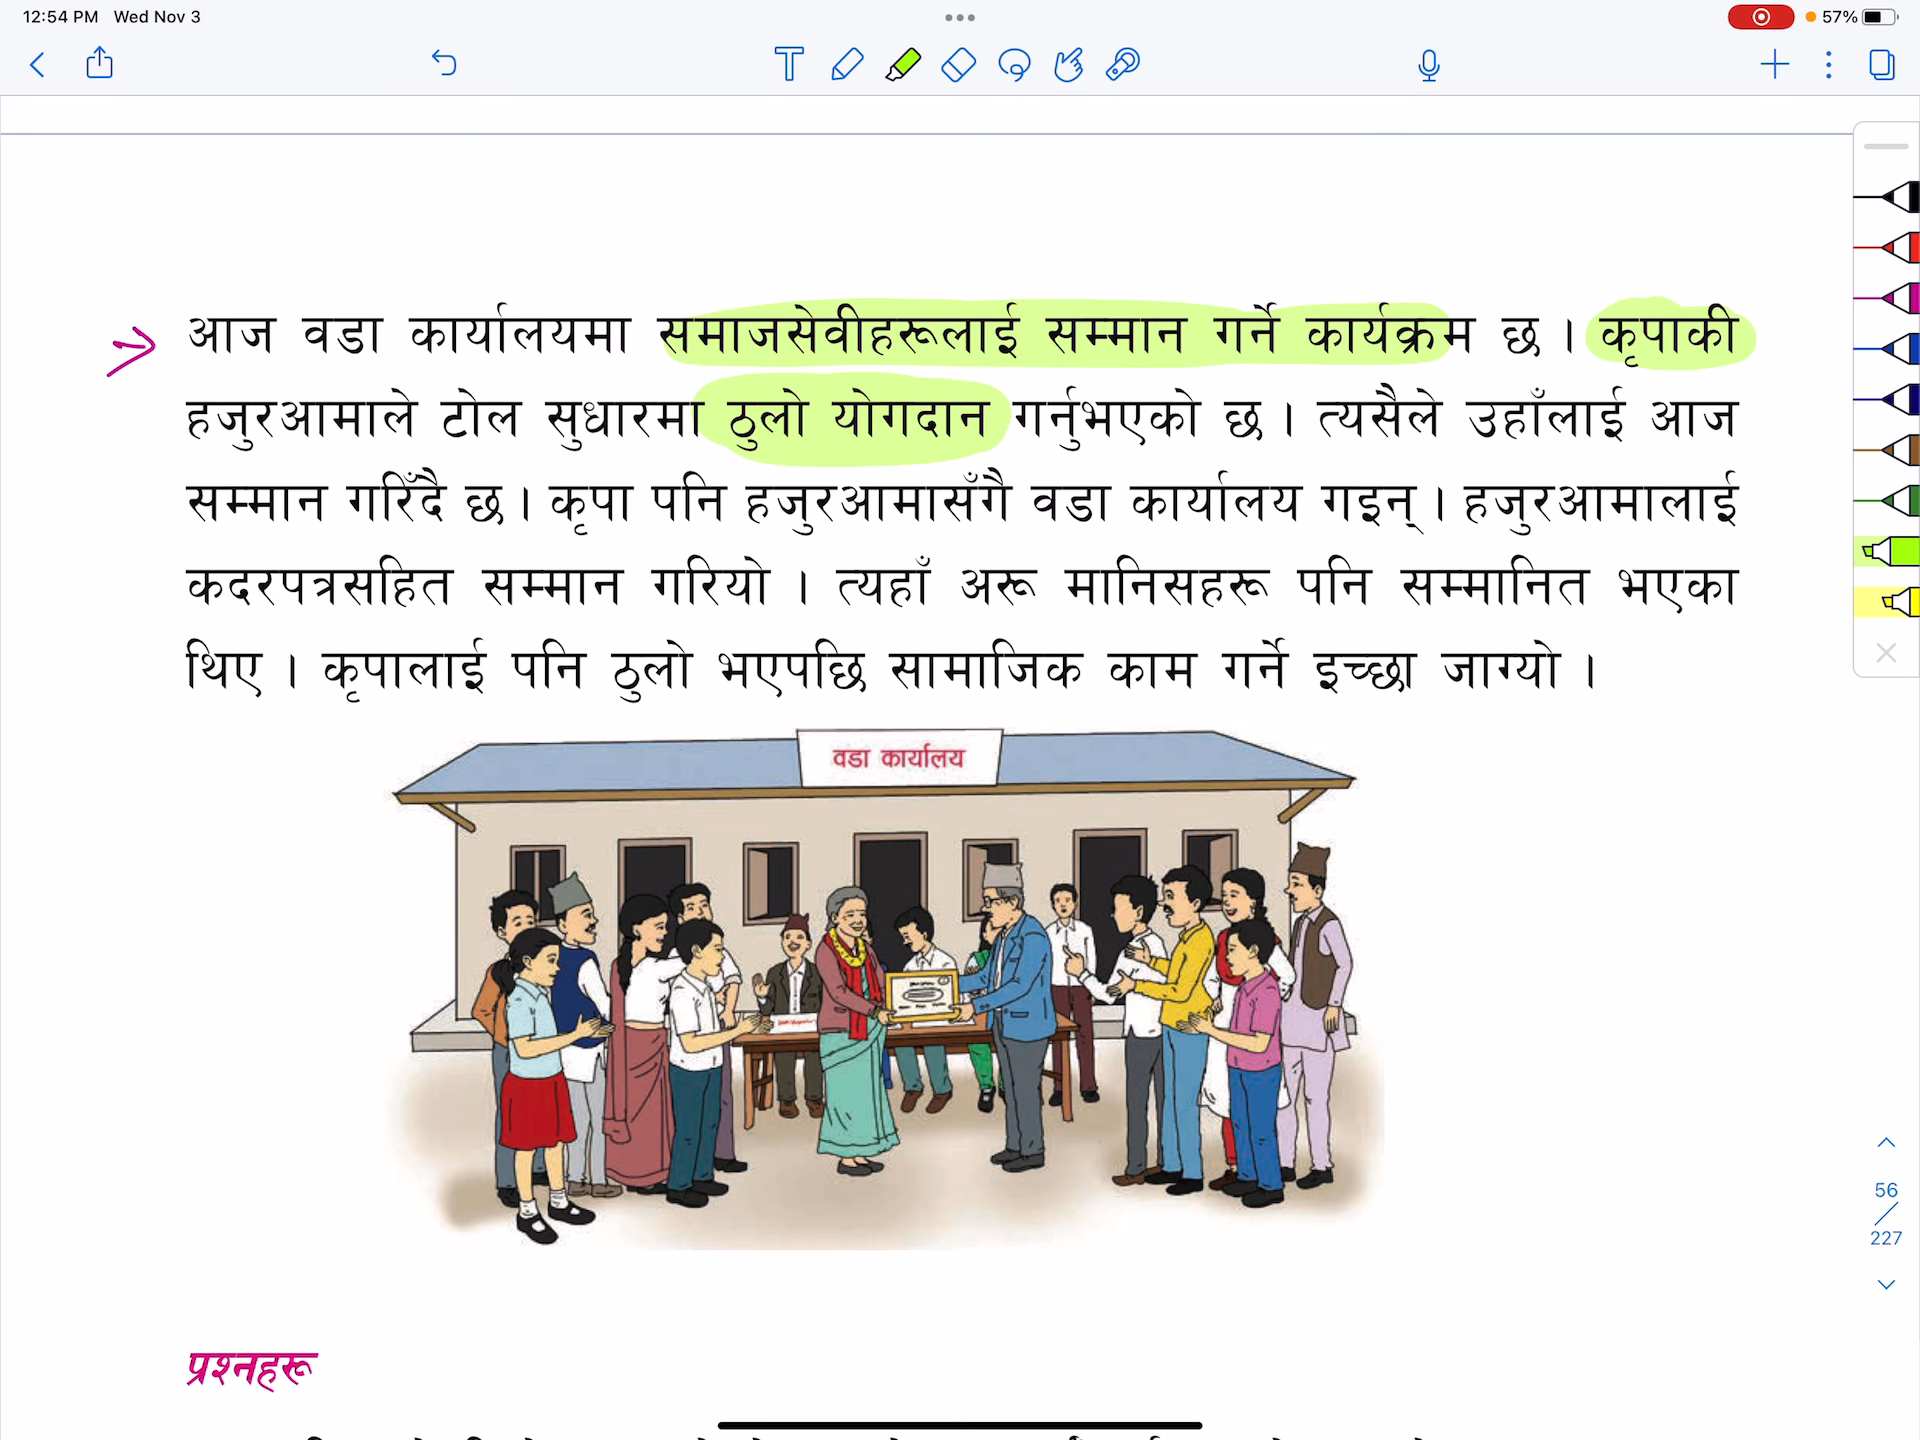 12:54 PM Wed Nov 3
57%
आज वडा कार्यालयमा समाजसेवीहरूलाई सम्मान गर्ने कार्यक्रम छ । कृपाकी
हजुरआमाले टोल सुधारमा ठुलो योगदान गर्नुभएको छ । त्यसैले उहाँलाई आज
सम्मान गरिँदै छ । कृपा पनि हजुरआमासँगै वडा कार्यालय गइन् । हजुरआमालाई
कदरपत्रसहित सम्मान गरियो । त्यहाँ अरू मानिसहरू पनि सम्मानित भएका
थिए । कृपालाई पनि ठुलो भएपछि सामाजिक काम गर्ने इच्छा जाग्यो ।
वडा कार्यालय
56
/
227
प्रश्नहरू